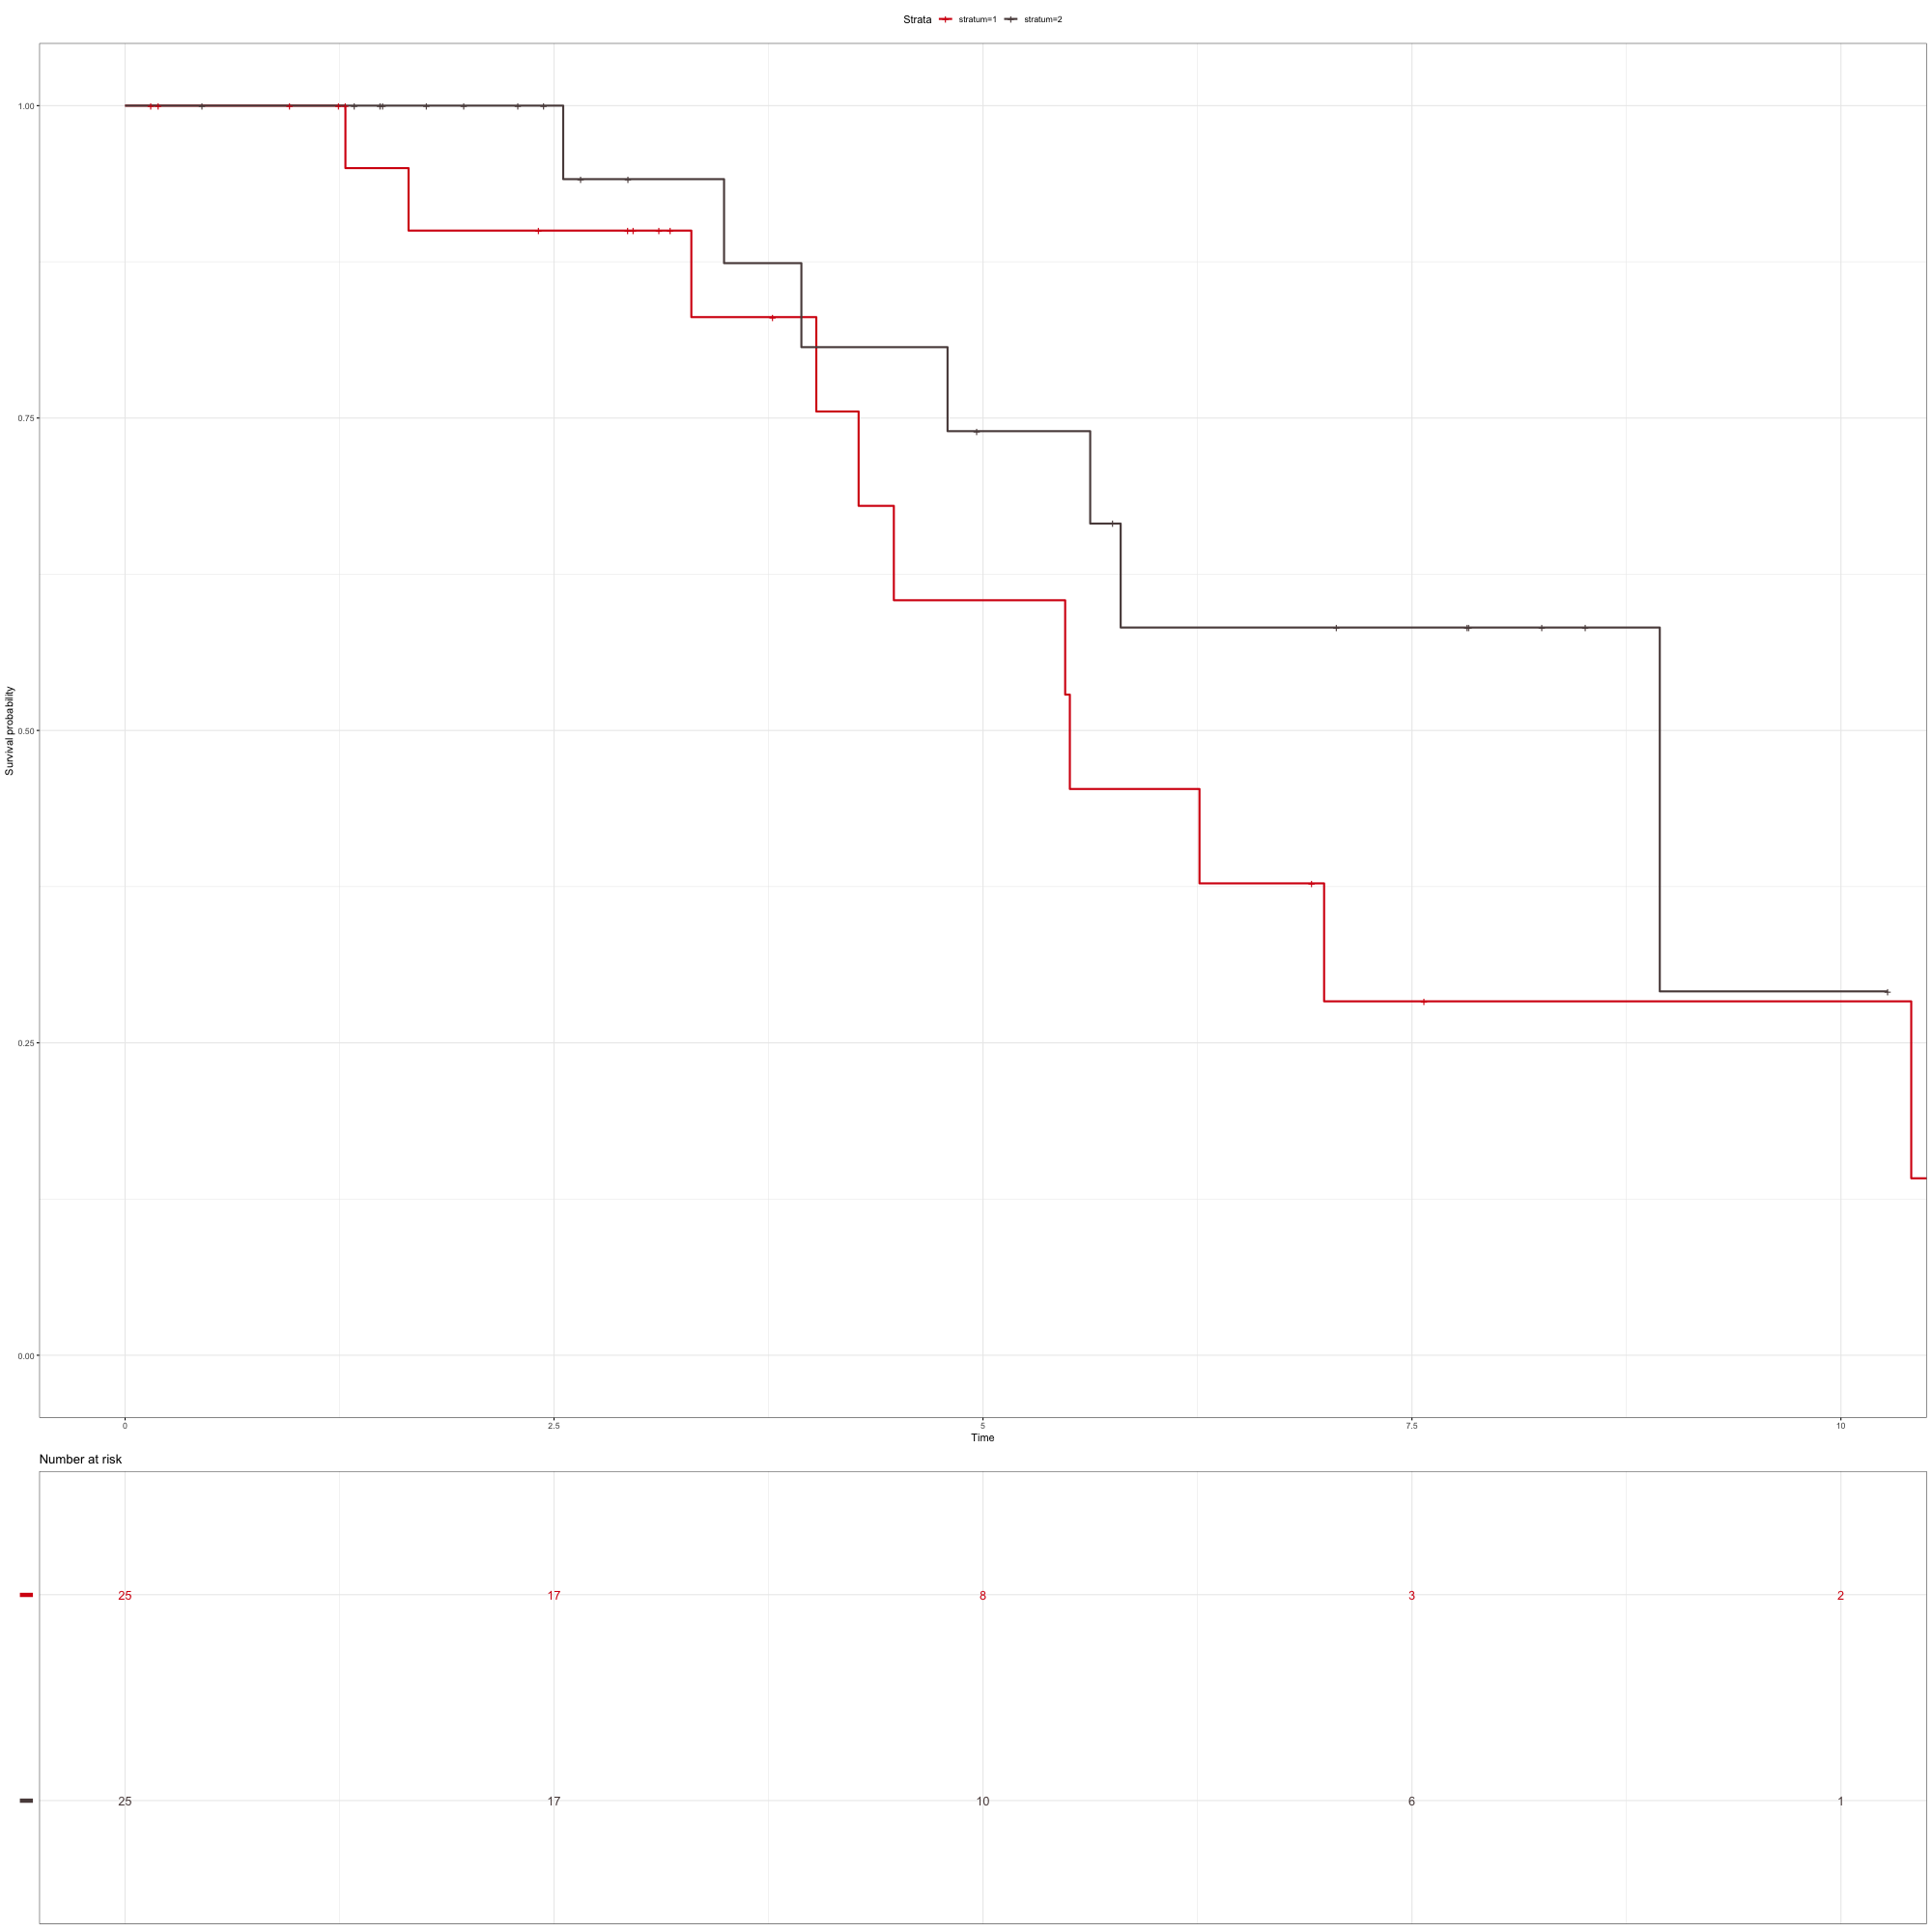 Strata stratum=1 stratum=2
1.00
0.75
0.50
0.25
0.00
Survival probability
0 2.5 5 7.5 10
Time
Number at risk
25 17 8 3 2
25 17 10 6 1